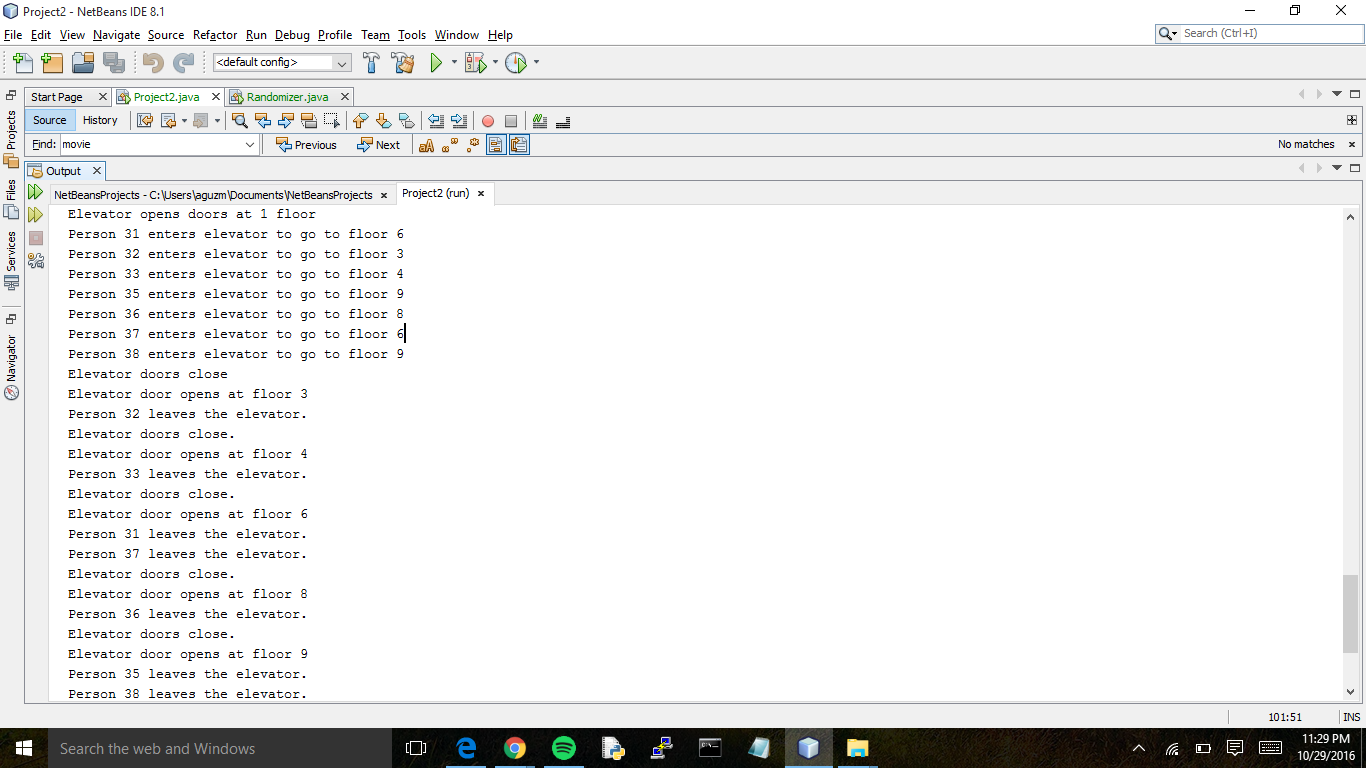 Project2 - NetBeans IDE 8.1
File Edit View Navigate Source Refactor Run Debug Profile Team Tools Window Help
Search (Ctrl+I)
<default config>
Start Page
Project2.java
Randomizer.java
Source History
Find: movie Previous Next No matches
Output
NetBeansProjects - C:\Users\aguzm\Documents\NetBeansProjects
Project2 (run)
Projects
Files
Services
Navigator
Elevator opens doors at 1 floor
Person 31 enters elevator to go to floor 6
Person 32 enters elevator to go to floor 3
Person 33 enters elevator to go to floor 4
Person 35 enters elevator to go to floor 9
Person 36 enters elevator to go to floor 8
Person 37 enters elevator to go to floor 6
Person 38 enters elevator to go to floor 9
Elevator doors close
Elevator door opens at floor 3
Person 32 leaves the elevator.
Elevator doors close.
Elevator door opens at floor 4
Person 33 leaves the elevator.
Elevator doors close.
Elevator door opens at floor 6
Person 31 leaves the elevator.
Person 37 leaves the elevator.
Elevator doors close.
Elevator door opens at floor 8
Person 36 leaves the elevator.
Elevator doors close.
Elevator door opens at floor 9
Person 35 leaves the elevator.
Person 38 leaves the elevator.
101:51 INS
Search the web and Windows
11:29 PM
10/29/2016